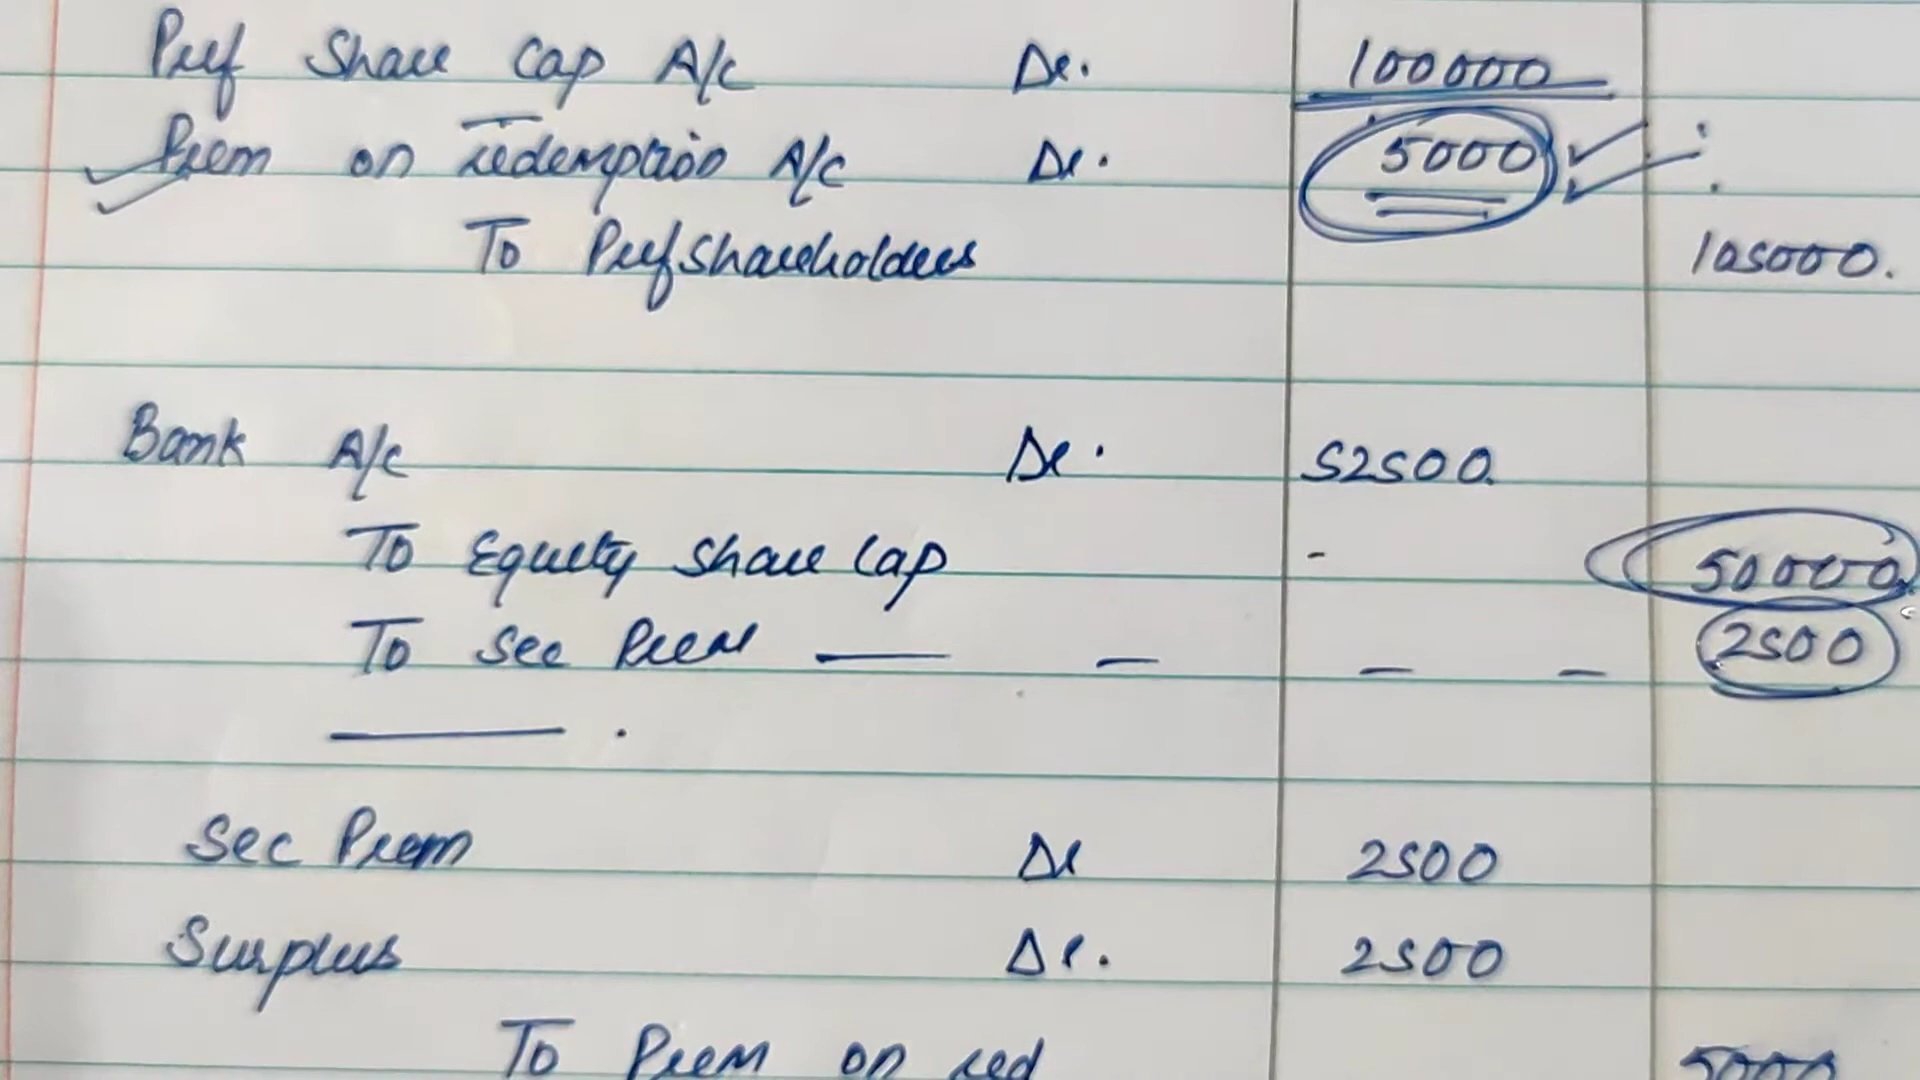 Pref Share Cap A/c Dr. 100000
Prem on redemption A/c Dr. 5000
To Pref Shareholders 105000.
Bank A/c Dr. 52500.
To Equity Share Cap - 50000
To Sec Prem 2500
Sec Prem Dr 2500
Surplus Dr. 2500
To Prem on red 5000